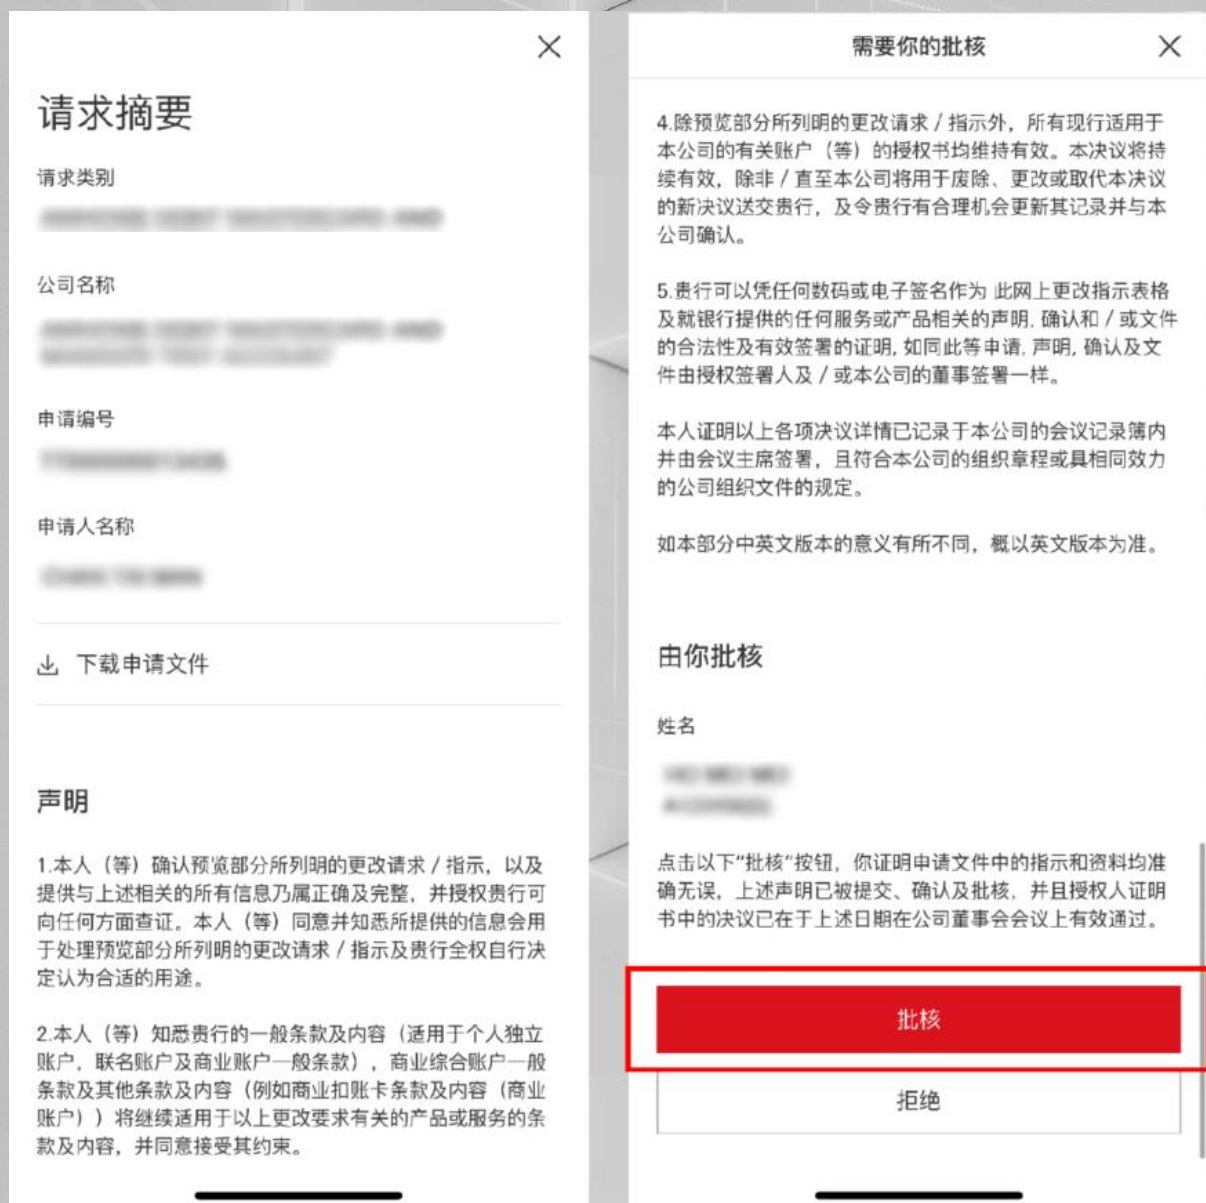 请求摘要
请求类别
公司名称
申请编号
申请人名称
下载申请文件
声明
1.本人（等）确认预览部分所列明的更改请求 / 指示，以及
提供与上述相关的所有信息乃属正确及完整，并授权贵行可
向任何方面查证。本人（等）同意并知悉所提供的信息会用
于处理预览部分所列明的更改请求 / 指示及贵行全权自行决
定认为合适的用途。
2.本人（等）知悉贵行的一般条款及内容（适用于个人独立
账户，联名账户及商业账户一般条款），商业综合账户一般
条款及其他条款及内容（例如商业扣账卡条款及内容（商业
账户））将继续适用于以上更改要求有关的产品或服务的条
款及内容，并同意接受其约束。
需要你的批核
4.除预览部分所列明的更改请求 / 指示外，所有现行适用于
本公司的有关账户（等）的授权书均维持有效。本决议将持
续有效，除非 / 直至本公司将用于废除、更改或取代本决议
的新决议送交贵行，及令贵行有合理机会更新其记录并与本
公司确认。
5.贵行可以凭任何数码或电子签名作为 此网上更改指示表格
及就银行提供的任何服务或产品相关的声明, 确认和 / 或文件
的合法性及有效签署的证明, 如同此等申请, 声明, 确认及文
件由授权签署人及 / 或本公司的董事签署一样。
本人证明以上各项决议详情已记录于本公司的会议记录簿内
并由会议主席签署，且符合本公司的组织章程或具相同效力
的公司组织文件的规定。
如本部分中英文版本的意义有所不同，概以英文版本为准。
由你批核
姓名
点击以下“批核”按钮，你证明申请文件中的指示和资料均准
确无误，上述声明已被提交、确认及批核，并且授权人证明
书中的决议已在于上述日期在公司董事会会议上有效通过。
批核
拒绝